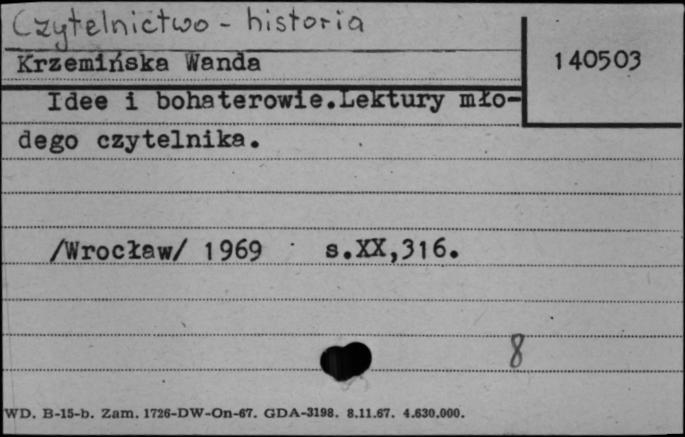 Czytelnictwo - historia
Krzemińska Wanda
140503
Idee i bohaterowie.Lektury mło-
dego czytelnika.
/Wrocław/ 1969 s.XX,316.
8
WD. B-15-b. Zam. 1726-DW-On-67. GDA-3198. 8.11.67. 4.630.000.